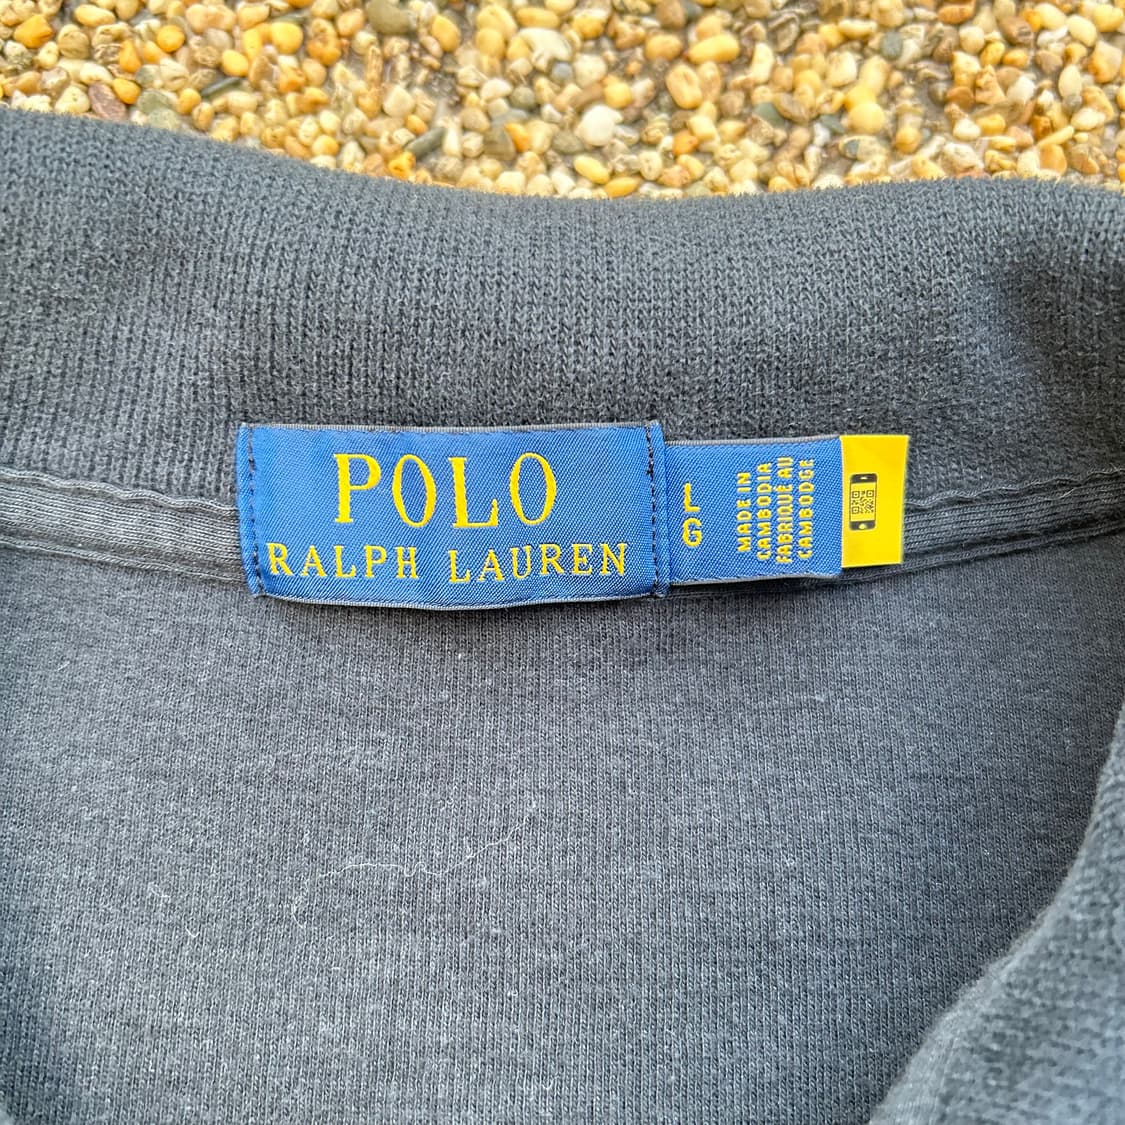 POLO
RALPH LAUREN
L
G
MADE IN
CAMBODIA
FABRIQUÉ AU
CAMBODGE